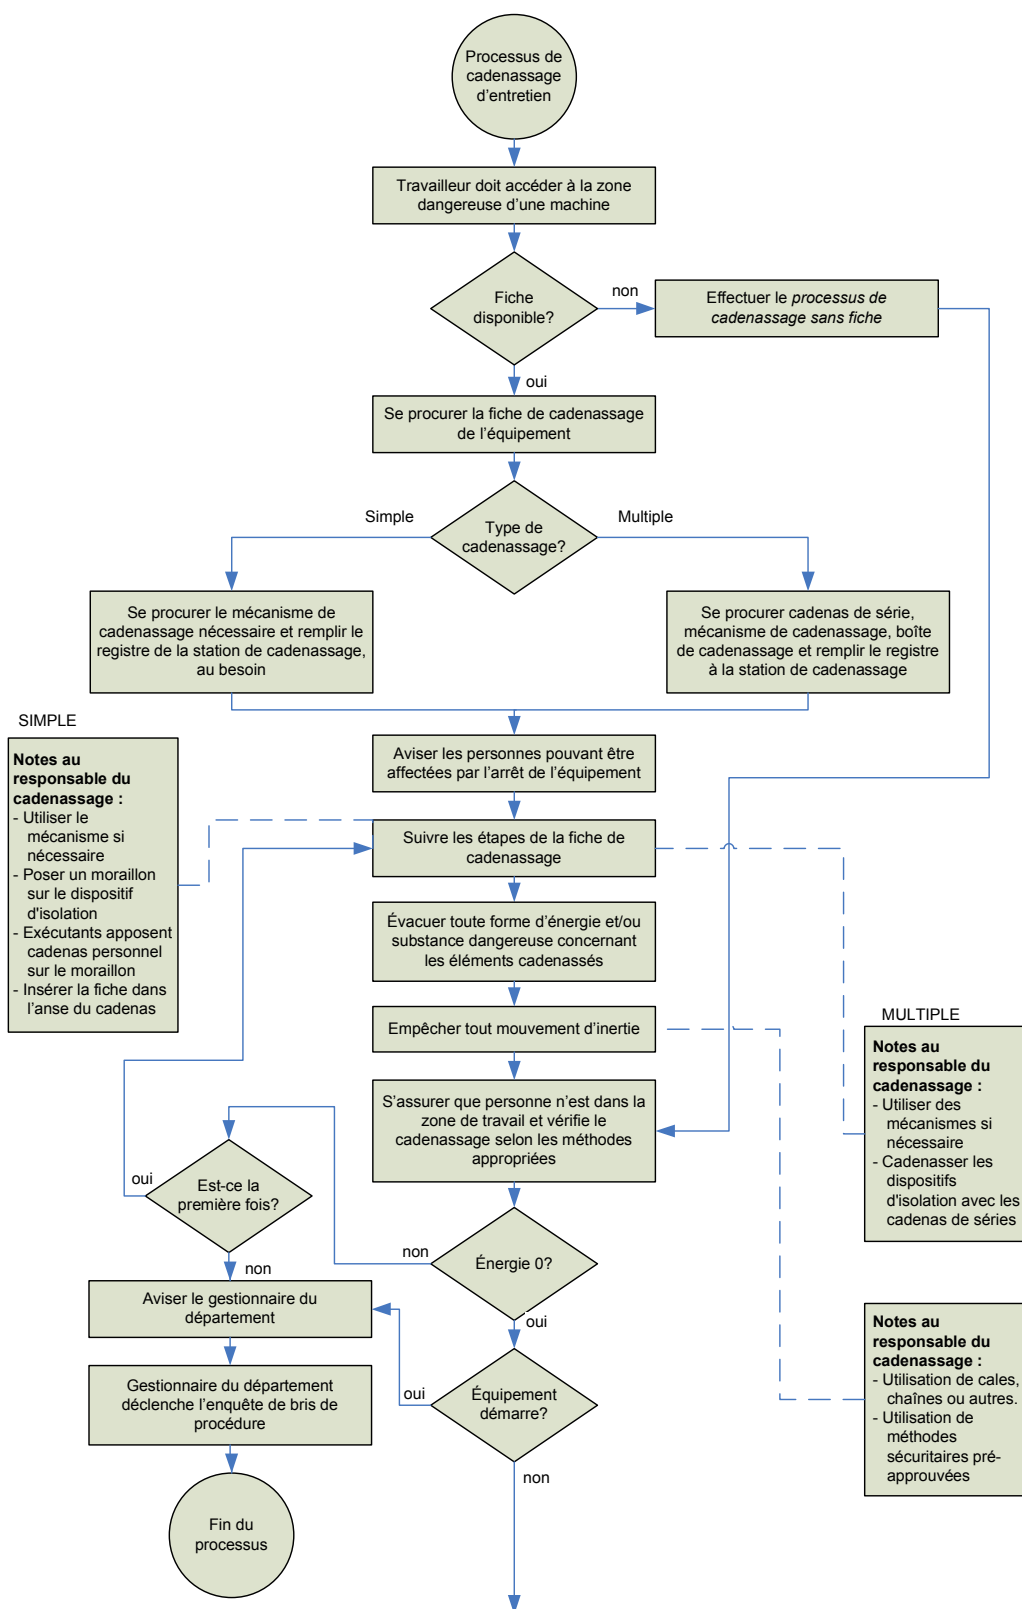 Processus de
cadenassage
d'entretien
Travailleur doit accéder à la zone
dangereuse d'une machine
Fiche
disponible?
non
Effectuer le processus de
cadenassage sans fiche
oui
Se procurer la fiche de cadenassage
de l'équipement
Simple
Type de
cadenassage?
Multiple
Se procurer le mécanisme de
cadenassage nécessaire et remplir le
registre de la station de cadenassage,
au besoin
Se procurer cadenas de série,
mécanisme de cadenassage, boîte
de cadenassage et remplir le registre
à la station de cadenassage
SIMPLE
Notes au
responsable du
cadenassage :
- Utiliser le
mécanisme si
nécessaire
- Poser un moraillon
sur le dispositif
d'isolation
- Exécutants apposent
cadenas personnel
sur le moraillon
- Insérer la fiche dans
l'anse du cadenas
Aviser les personnes pouvant être
affectées par l'arrêt de l'équipement
Suivre les étapes de la fiche de
cadenassage
Évacuer toute forme d'énergie et/ou
substance dangereuse concernant
les éléments cadenassés
Empêcher tout mouvement d'inertie
MULTIPLE
Notes au
responsable du
cadenassage :
- Utiliser des
mécanismes si
nécessaire
- Cadenasser les
dispositifs
d'isolation avec les
cadenas de séries
S'assurer que personne n'est dans la
zone de travail et vérifie le
cadenassage selon les méthodes
appropriées
oui
Est-ce la
première fois?
non
non
Énergie 0?
oui
Aviser le gestionnaire du
département
Gestionnaire du département
déclenche l'enquête de bris de
procédure
oui
Équipement
démarre?
non
Notes au
responsable du
cadenassage :
- Utilisation de cales,
chaînes ou autres.
- Utilisation de
méthodes
sécuritaires pré-
approuvées
Fin du
processus